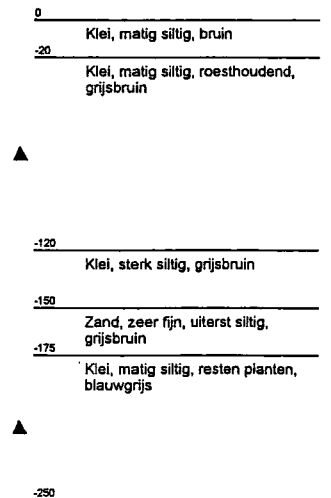 0
Klei, matig siltig, bruin
-20
Klei, matig siltig, roesthoudend,
grijsbruin
-120
Klei, sterk siltig, grijsbruin
-150
Zand, zeer fijn, uiterst siltig,
grijsbruin
-175
Klei, matig siltig, resten planten,
blauwgrijs
-250